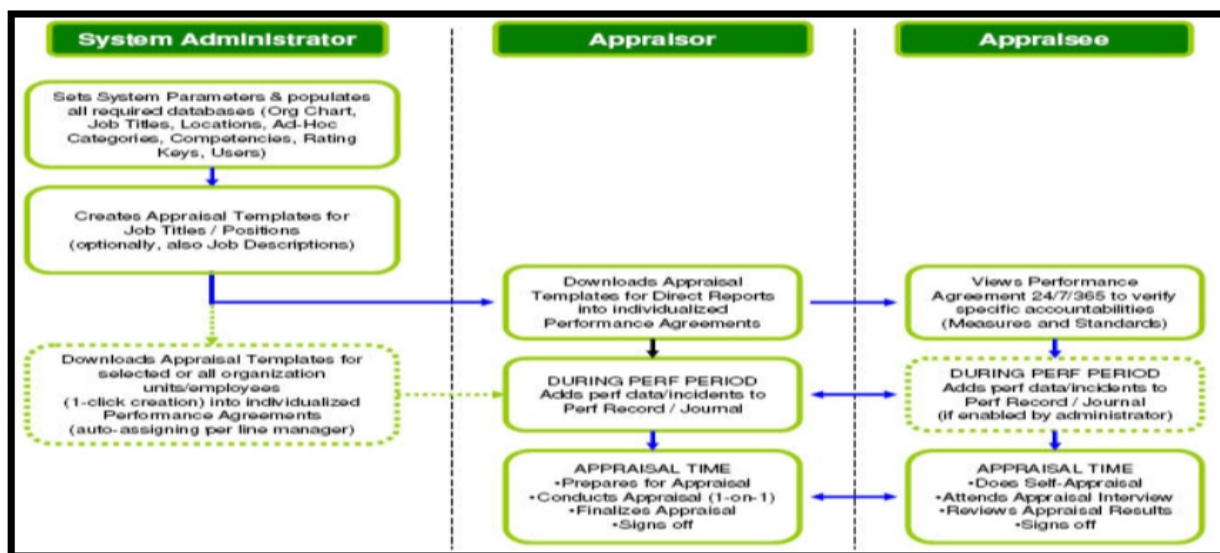 System Administrator
Appraisor
Appraisee
Sets System Parameters & populates
all required databases (Org Chart,
Job Titles, Locations, Ad-Hoc
Categories, Competencies, Rating
Keys, Users)
Creates Appraisal Templates for
Job Titles / Positions
(optionally, also Job Descriptions)
Downloads Appraisal Templates for
selected or all organization
units/employees
(1-click creation) into individualized
Performance Agreements
(auto-assigning per line manager)
Downloads Appraisal
Templates for Direct Reports
into individualized
Performance Agreements
DURING PERF PERIOD
Adds perf data/incidents to
Perf Record / Journal
APPRAISAL TIME
•Prepares for Appraisal
•Conducts Appraisal (1-on-1)
•Finalizes Appraisal
•Signs off
Views Performance
Agreement 24/7/365 to verify
specific accountabilities
(Measures and Standards)
DURING PERF PERIOD
Adds perf data/incidents to
Perf Record / Journal
(if enabled by administrator)
APPRAISAL TIME
•Does Self-Appraisal
•Attends Appraisal Interview
•Reviews Appraisal Results
•Signs off